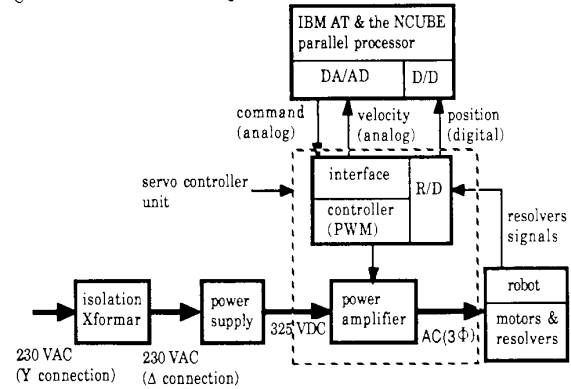 IBM AT & the NCUBE
parallel processor
DA/AD
D/D
command
(analog)
velocity
(analog)
position
(digital)
servo controller
unit
interface
controller
(PWM)
R/D
resolvers
signals
isolation
Xformar
power
supply
325 VDC
power
amplifier
AC(3Φ)
robot
motors &
resolvers
230 VAC
(Y connection)
230 VAC
(Δ connection)